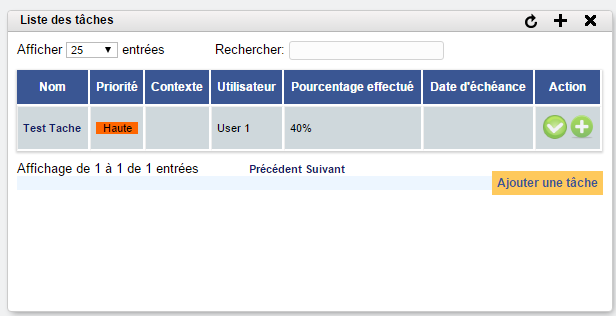 Liste des tâches
Afficher 25 entrées Rechercher:
Nom Priorité Contexte Utilisateur Pourcentage effectué Date d'échéance Action
Test Tache Haute User 1 40%
Affichage de 1 à 1 de 1 entrées Précédent Suivant
Ajouter une tâche